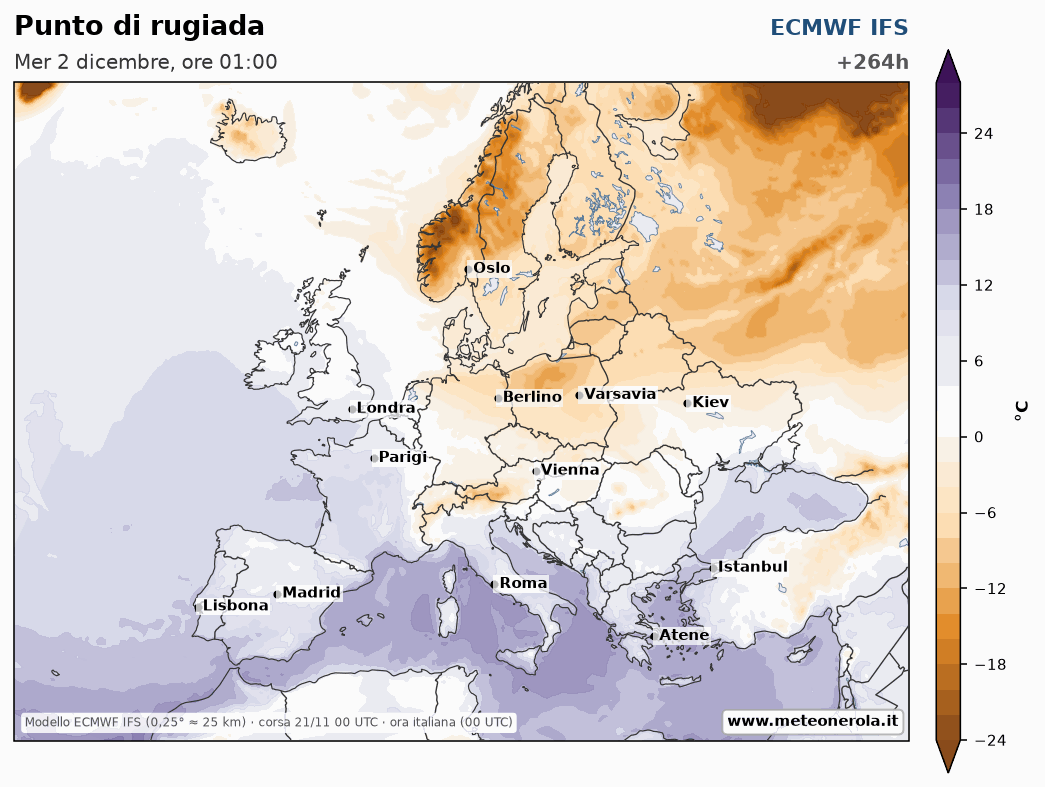 Punto di rugiada
ECMWF IFS
Mer 2 dicembre, ore 01:00
+264h
Oslo
Londra
Berlino
Varsavia
Kiev
Parigi
Vienna
Istanbul
Roma
Madrid
Lisbona
Atene
Modello ECMWF IFS (0,25° ≈ 25 km) · corsa 21/11 00 UTC · ora italiana (00 UTC)
www.meteonerola.it
24
18
12
6
0
−6
−12
−18
−24
°C